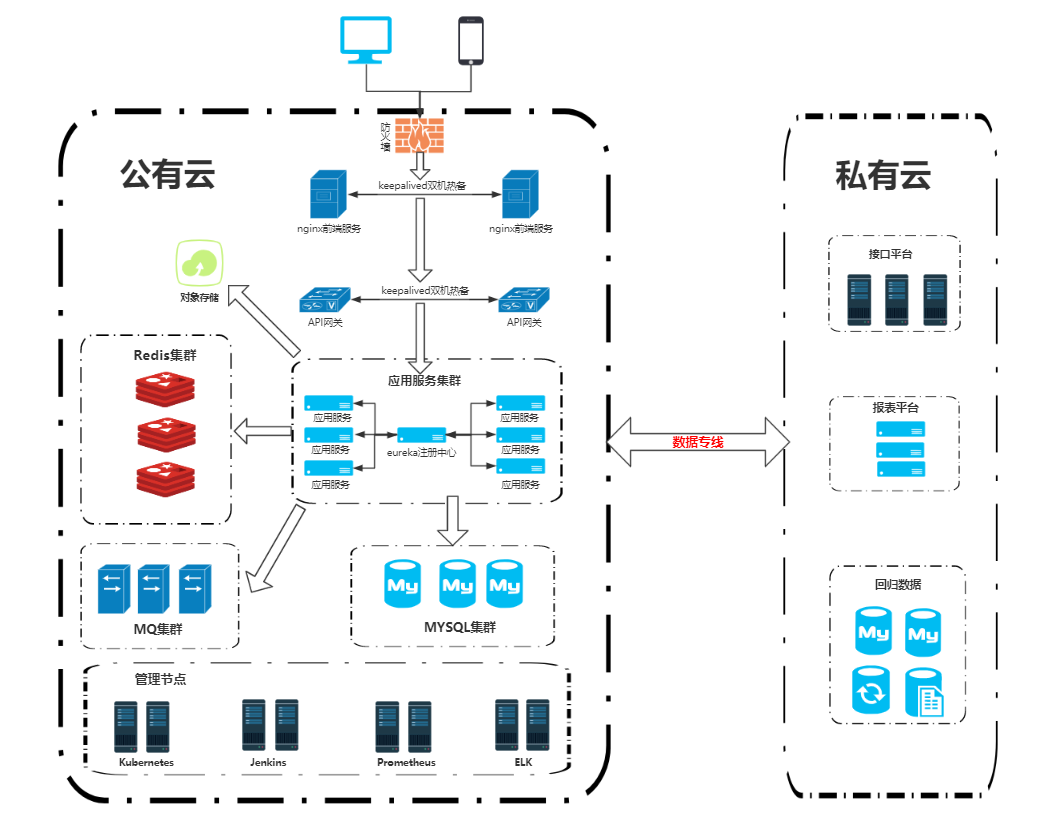 防火墙
公有云
keepalived双机热备
nginx前端服务
nginx前端服务
对象存储
keepalived双机热备
API网关
API网关
Redis集群
应用服务集群
应用服务
应用服务
应用服务
eureka注册中心
应用服务
应用服务
应用服务
MQ集群
My
My
My
MYSQL集群
管理节点
Kubernetes
Jenkins
Prometheus
ELK
数据专线
私有云
接口平台
报表平台
回归数据
My
My